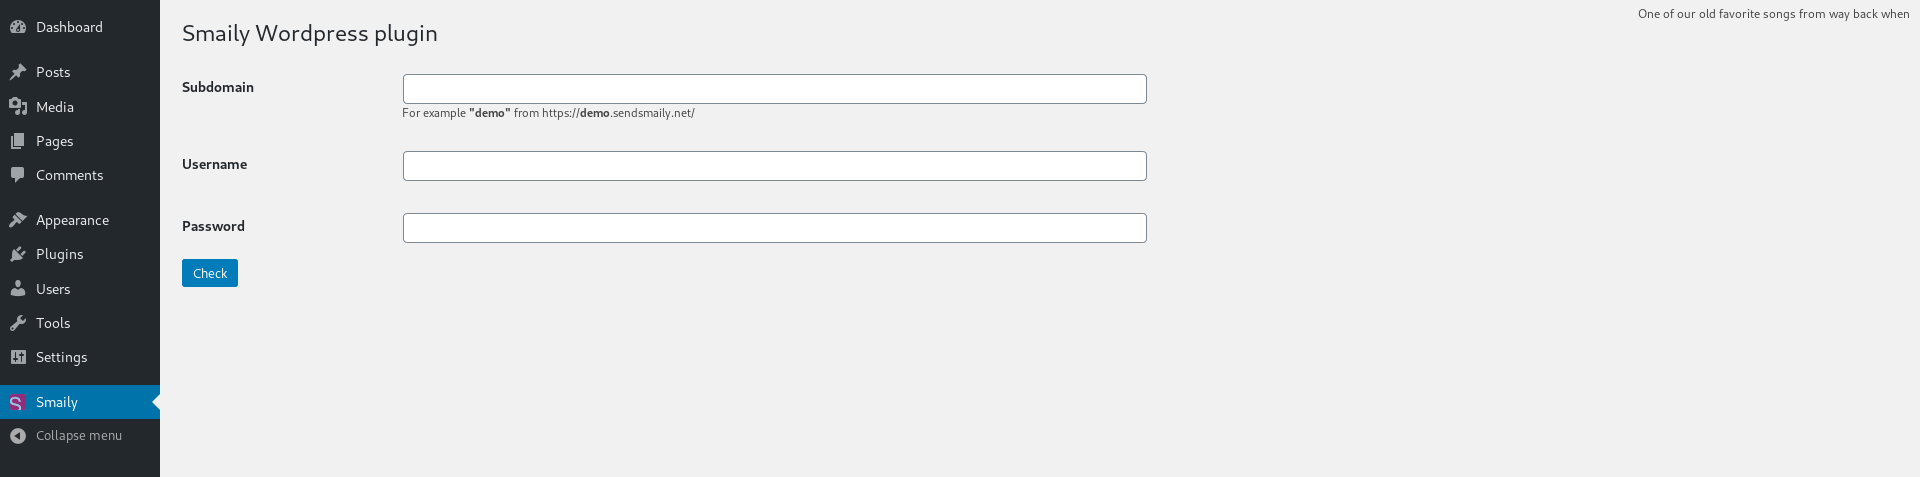 Dashboard
Posts
Media
Pages
Comments
Appearance
Plugins
Users
Tools
Settings
Smaily
Collapse menu
One of our old favorite songs from way back when
Smaily Wordpress plugin
Subdomain
For example "demo" from https://demo.sendsmaily.net/
Username
Password
Check